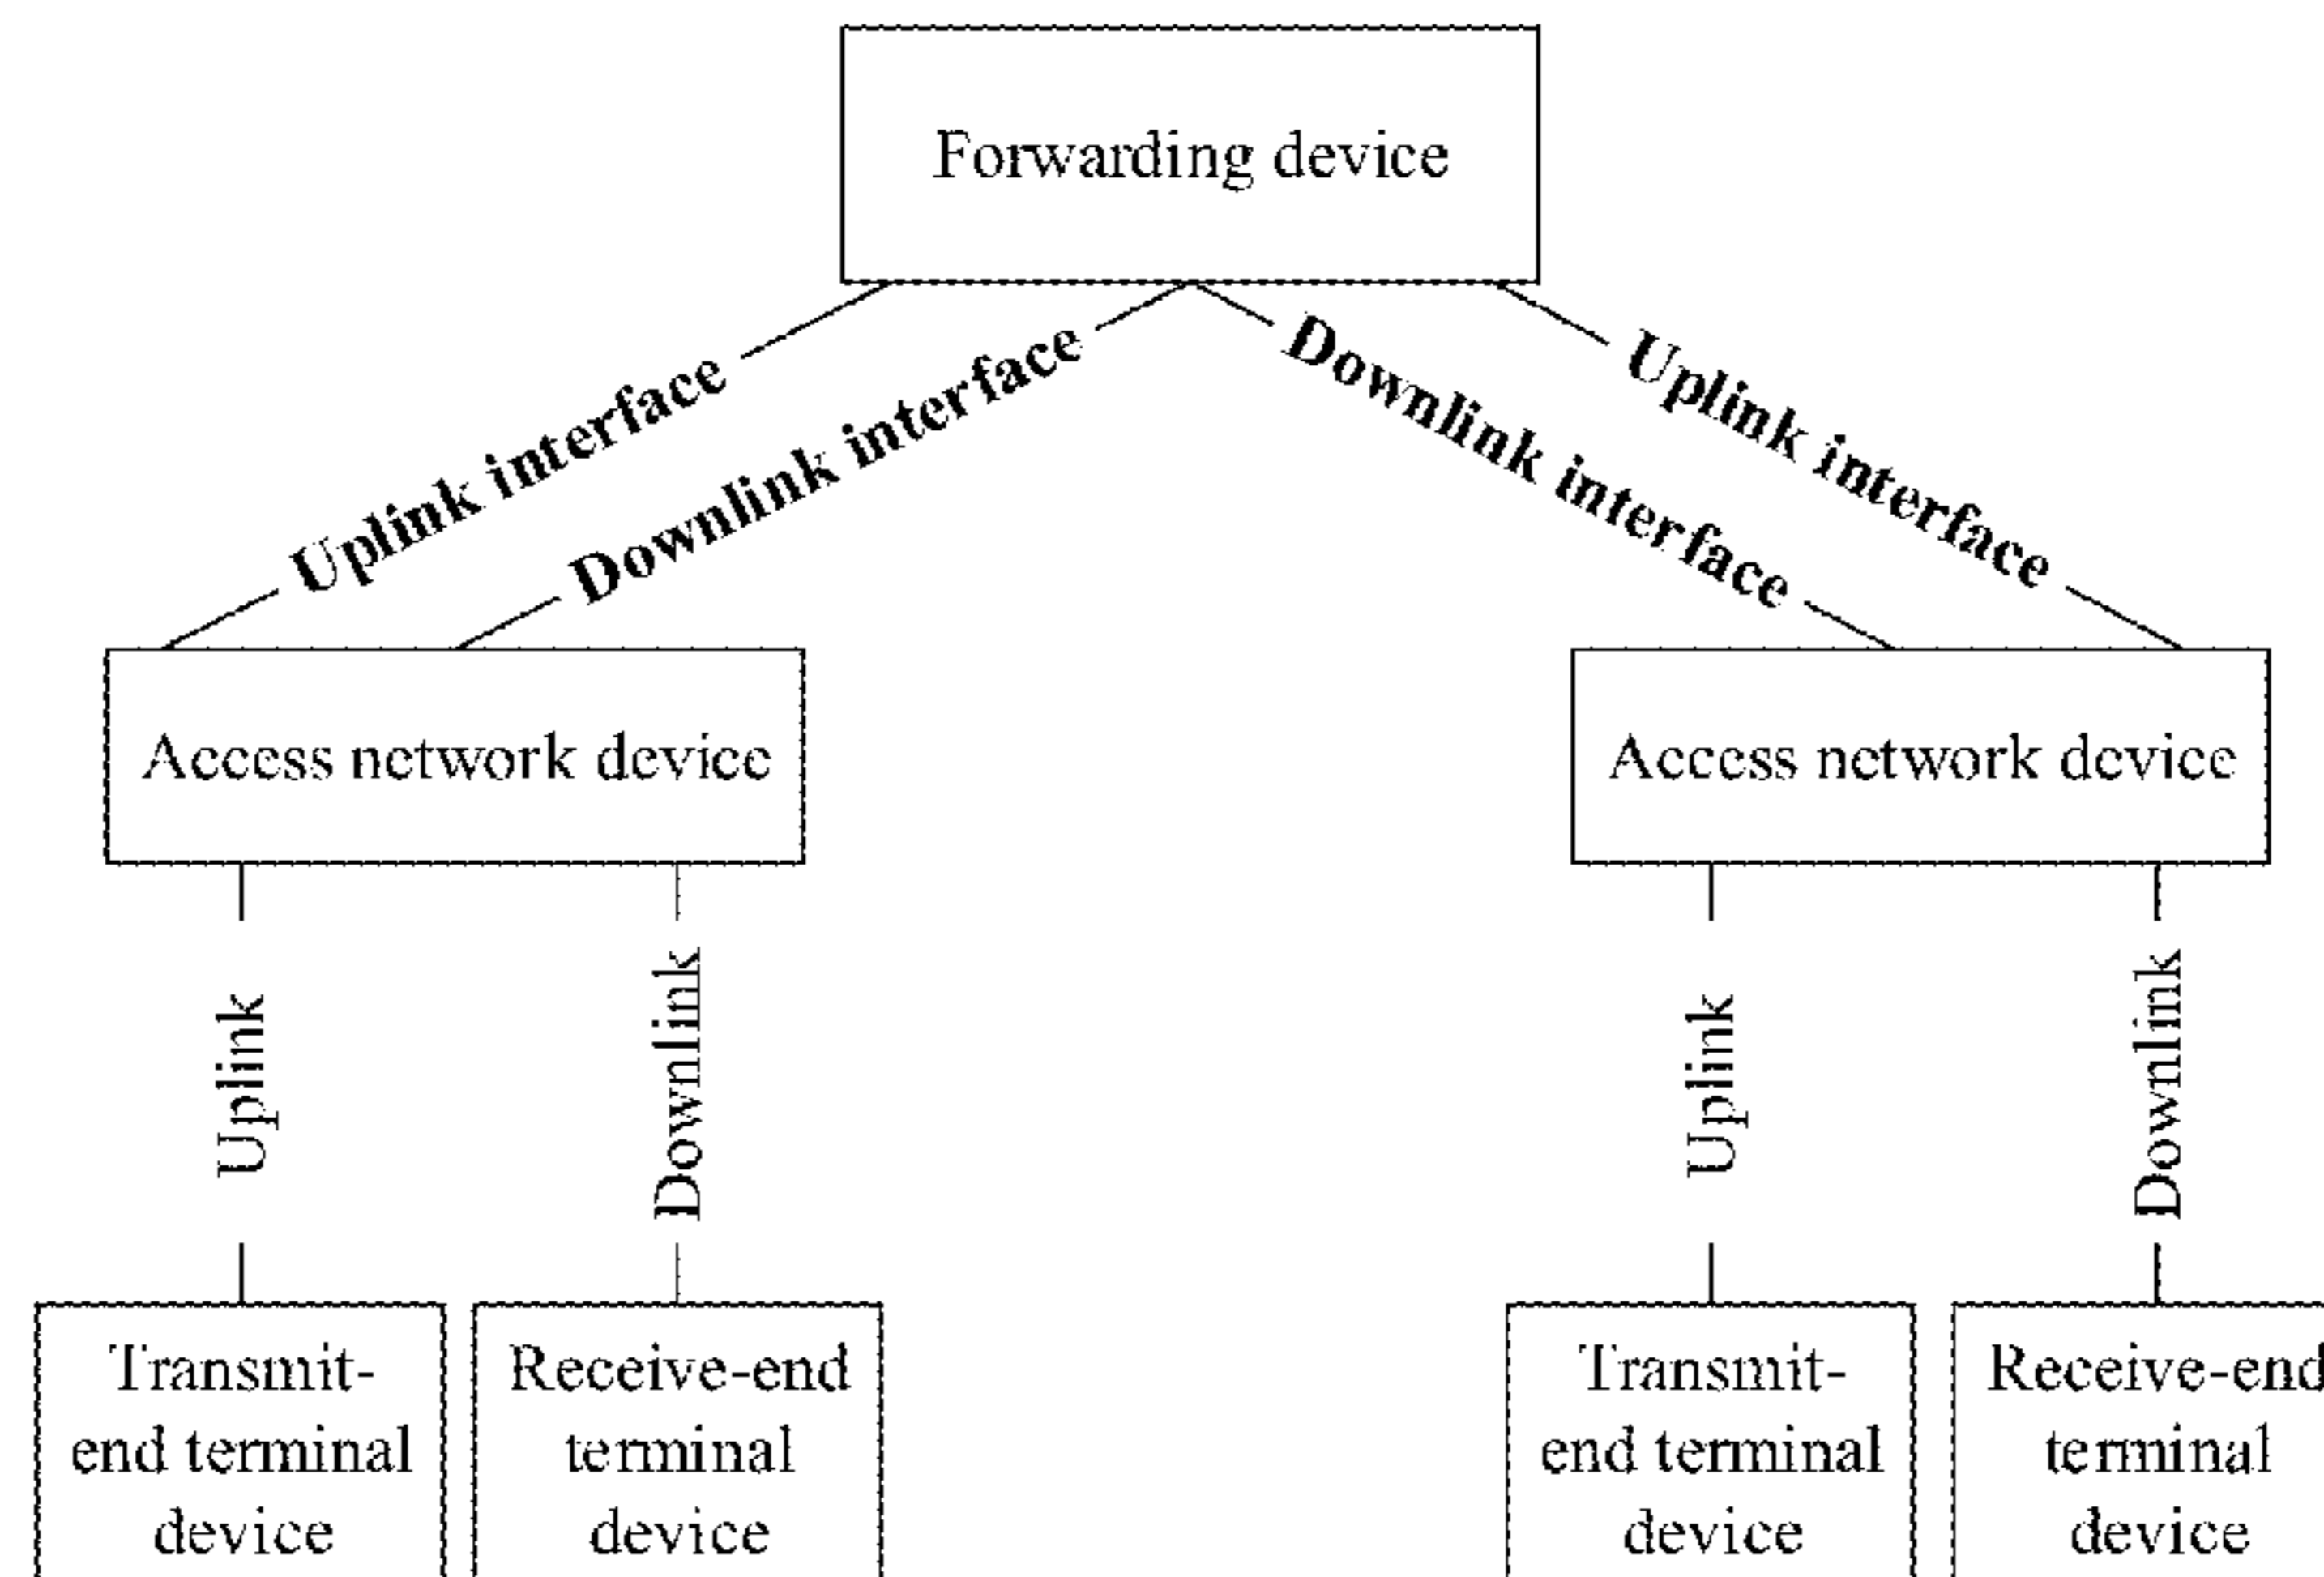 Forwarding device
Uplink interface
Downlink interface
Downlink interface
Uplink interface
Access network device
Access network device
Uplink
Downlink
Uplink
Downlink
Transmit-
end terminal
device
Receive-end
terminal
device
Transmit-
end terminal
device
Receive-end
terminal
device